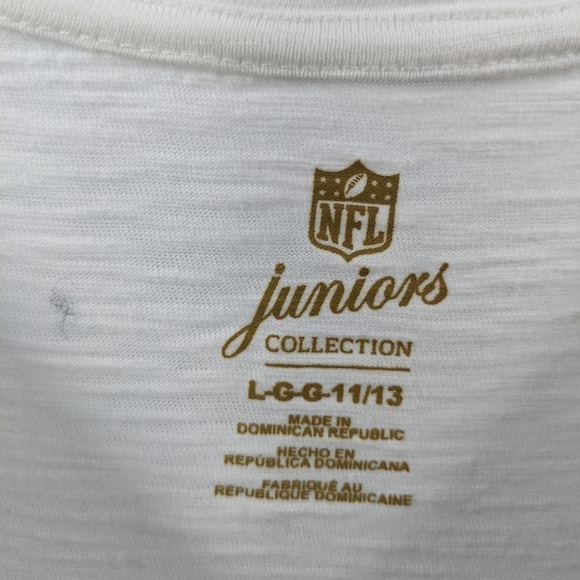 NFL
juniors
COLLECTION
L-G-G-11/13
MADE IN
DOMINICAN REPUBLIC
HECHO EN
REPÚBLICA DOMINICANA
FABRIQUÉ AU
RÉPUBLIQUE DOMINICAINE